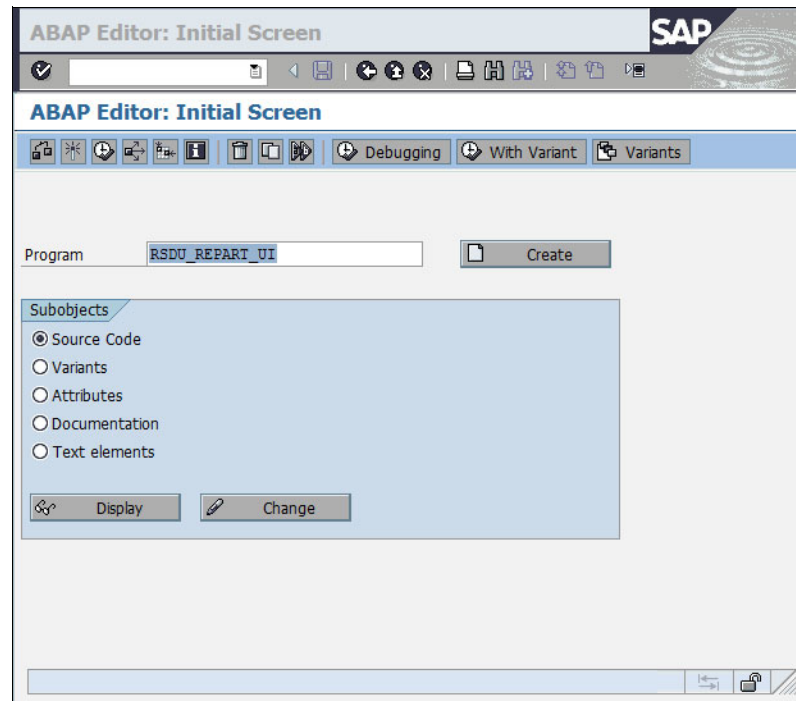 ABAP Editor: Initial Screen
SAP
ABAP Editor: Initial Screen
Debugging With Variant Variants
Program RSDU_REPART_UI Create
Subobjects
Source Code
Variants
Attributes
Documentation
Text elements
Display Change